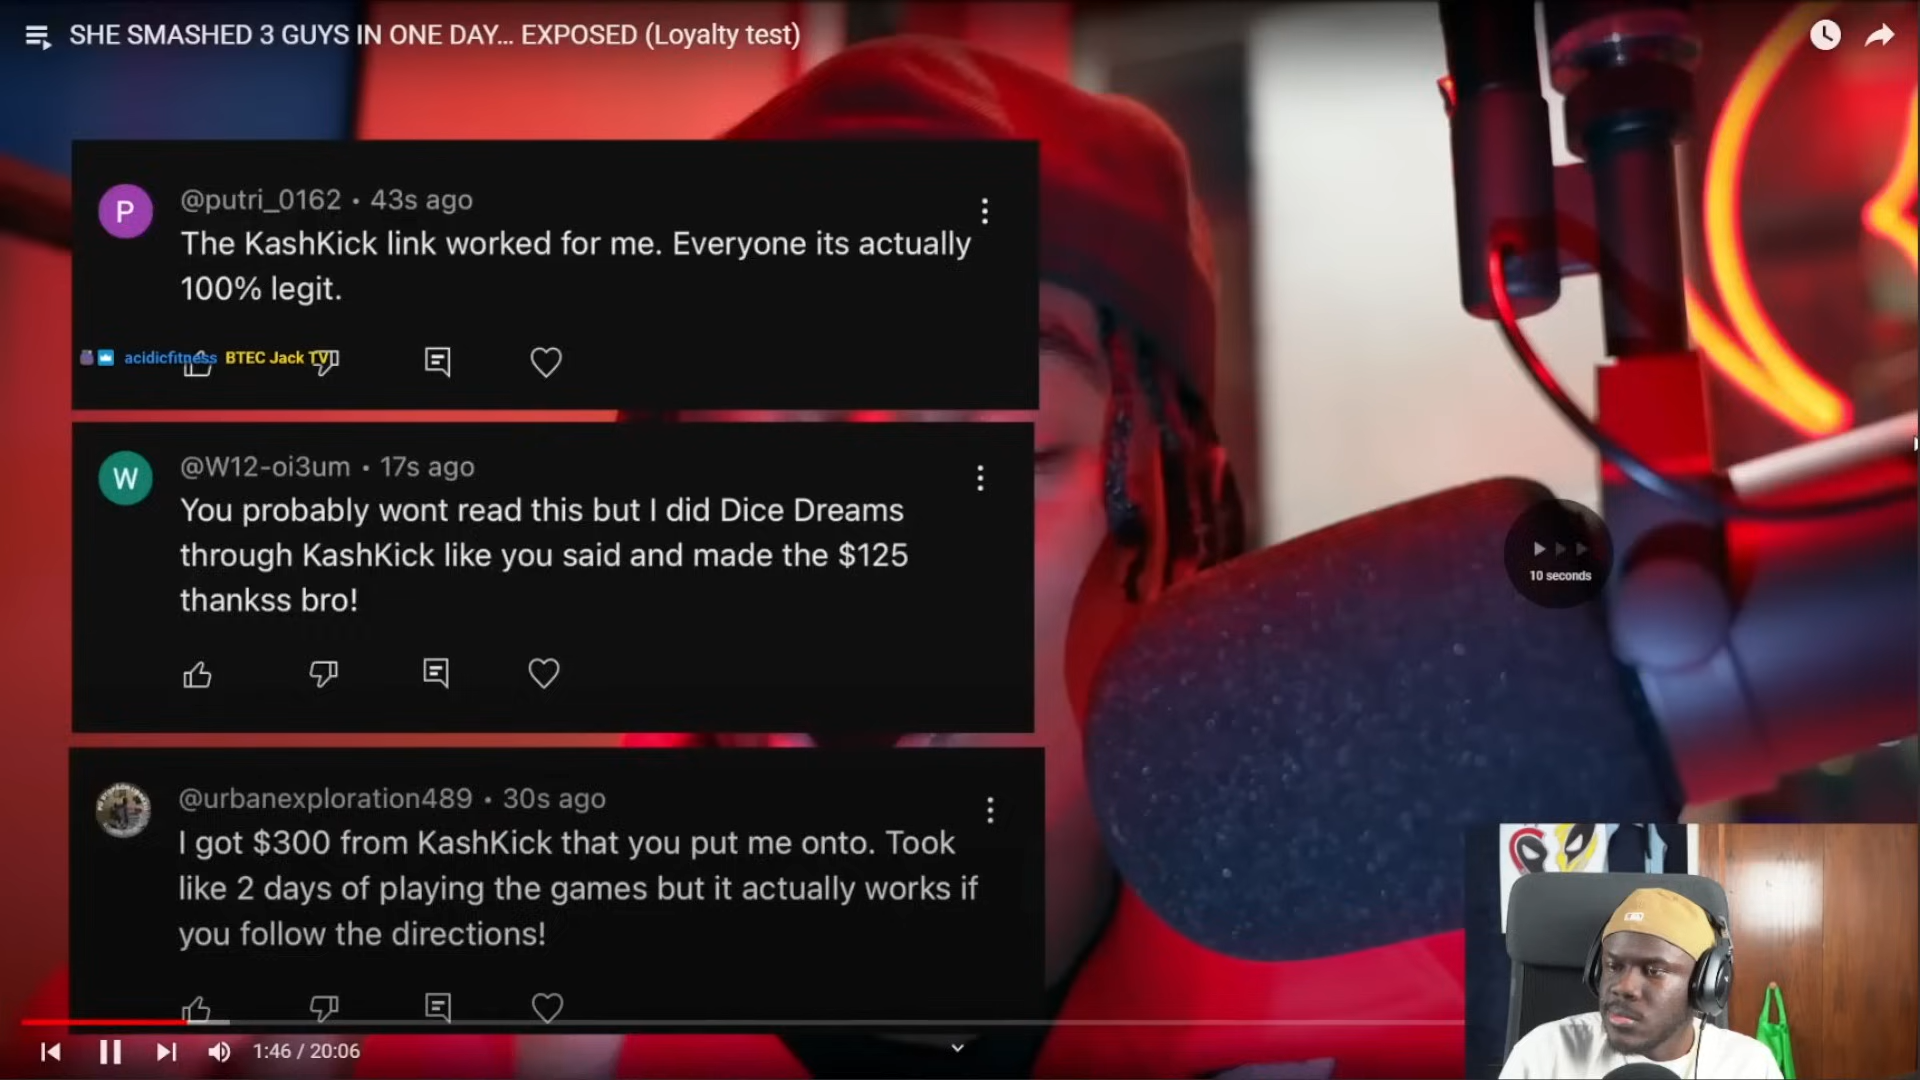 SHE SMASHED 3 GUYS IN ONE DAY... EXPOSED (Loyalty test)
P
@putri_0162 • 43s ago
The KashKick link worked for me. Everyone its actually
100% legit.
acidicfitness BTEC Jack TV
W
@W12-oi3um • 17s ago
You probably wont read this but I did Dice Dreams
through KashKick like you said and made the $125
thankss bro!
10 seconds
@urbanexploration489 • 30s ago
I got $300 from KashKick that you put me onto. Took
like 2 days of playing the games but it actually works if
you follow the directions!
1:46 / 20:06